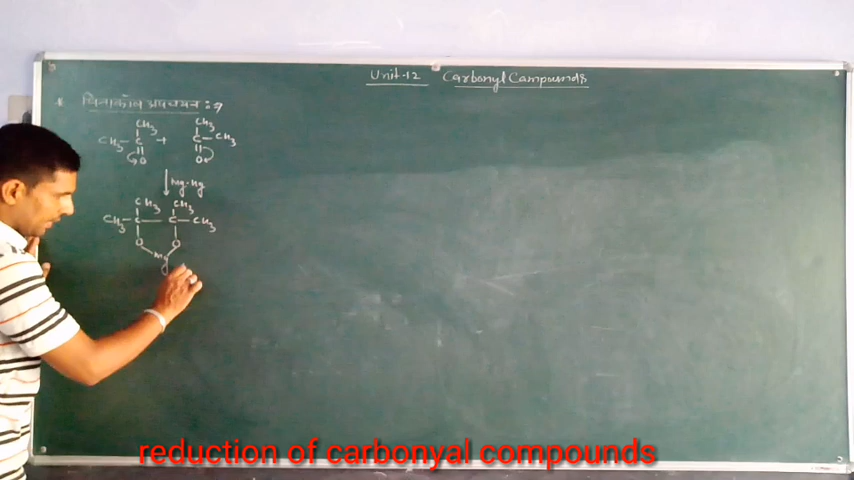 Unit-12 Carbonyl Compounds
* पिनाकॉल अपचयन :→
CH3 CH3
CH3 – C + C – CH3
O O
↓ Mg-Hg
CH3 CH3
CH3 – C – C – CH3
O O
Mg
reduction of carbonyal compounds